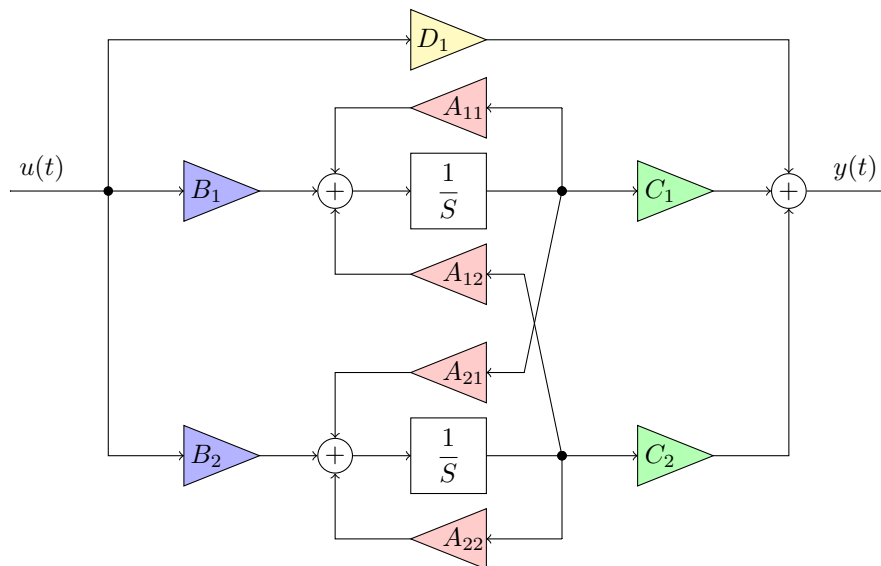 D₁
A₁₁
u(t)
B₁
+
1
S
C₁
+
y(t)
A₁₂
A₂₁
B₂
+
1
S
C₂
A₂₂